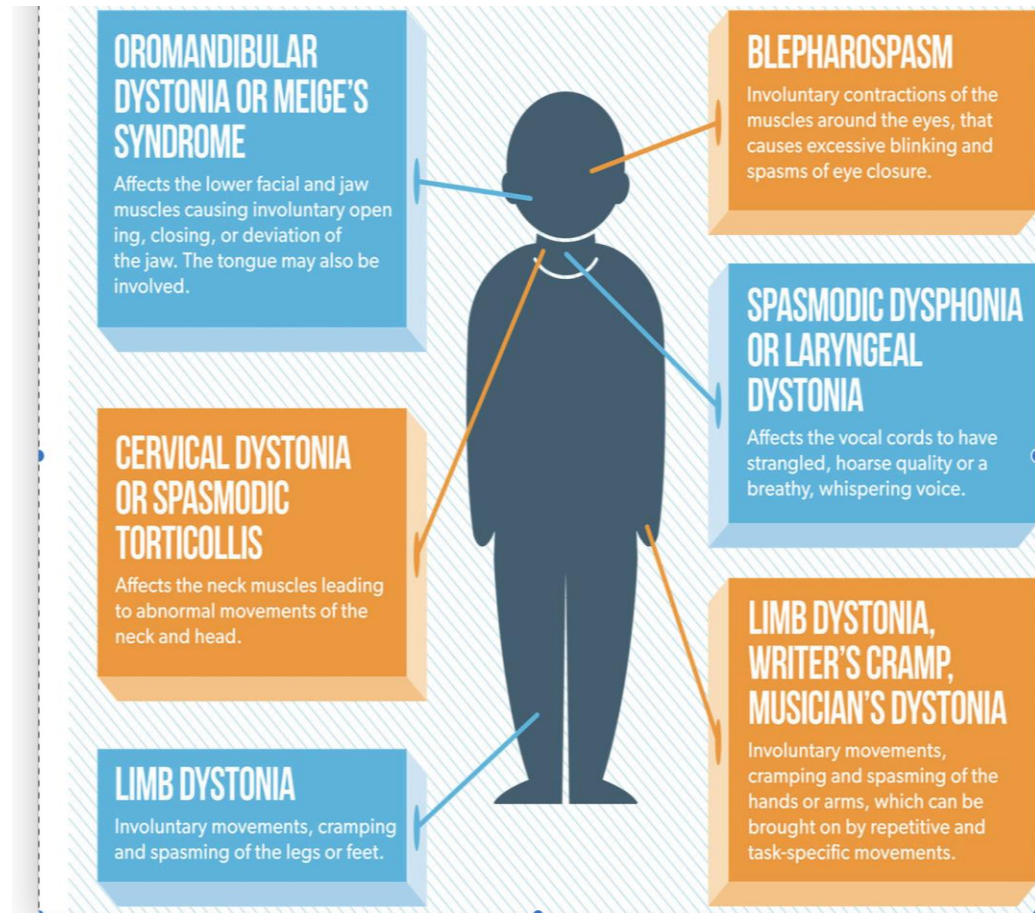 OROMANDIBULAR
DYSTONIA OR MEIGE'S
SYNDROME
Affects the lower facial and jaw
muscles causing involuntary open
ing, closing, or deviation of
the jaw. The tongue may also be
involved.
CERVICAL DYSTONIA
OR SPASMODIC
TORTICOLLIS
Affects the neck muscles leading
to abnormal movements of the
neck and head.
LIMB DYSTONIA
Involuntary movements, cramping
and spasming of the legs or feet.
BLEPHAROSPASM
Involuntary contractions of the
muscles around the eyes, that
causes excessive blinking and
spasms of eye closure.
SPASMODIC DYSPHONIA
OR LARYNGEAL
DYSTONIA
Affects the vocal cords to have
strangled, hoarse quality or a
breathy, whispering voice.
LIMB DYSTONIA,
WRITER'S CRAMP,
MUSICIAN'S DYSTONIA
Involuntary movements,
cramping and spasming of the
hands or arms, which can be
brought on by repetitive and
task-specific movements.